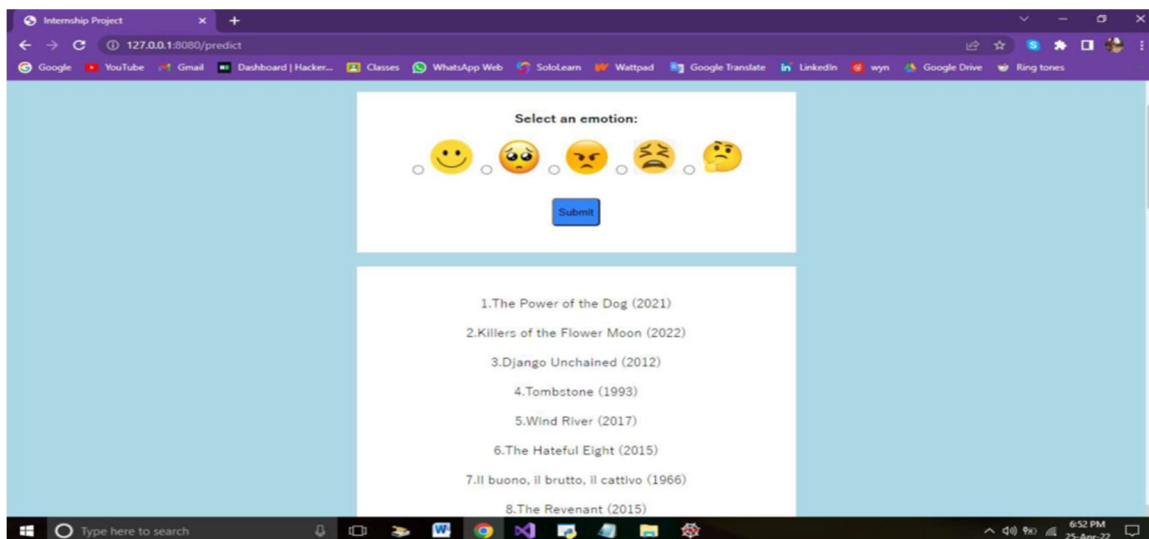 Internship Project
127.0.0.1:8080/predict
Google YouTube Gmail Dashboard | Hacker... Classes WhatsApp Web SoloLearn Wattpad Google Translate LinkedIn wyn Google Drive Ring tones
Select an emotion:
Submit
1.The Power of the Dog (2021)
2.Killers of the Flower Moon (2022)
3.Django Unchained (2012)
4.Tombstone (1993)
5.Wind River (2017)
6.The Hateful Eight (2015)
7.Il buono, il brutto, il cattivo (1966)
8.The Revenant (2015)
Type here to search
6:52 PM
25-Apr-22